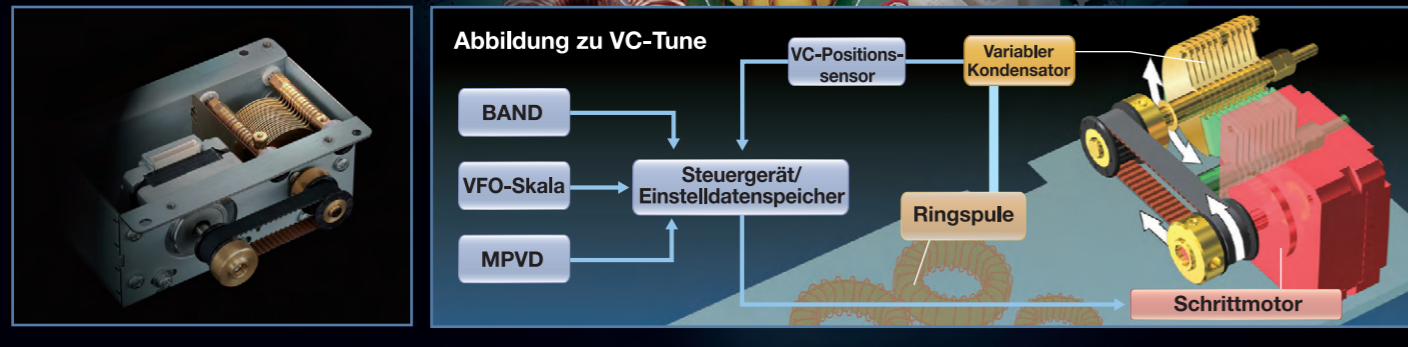 Abbildung zu VC-Tune
VC-Positions-
sensor
Variabler
Kondensator
BAND
VFO-Skala
Steuergerät/
Einstelldatenspeicher
Ringspule
MPVD
Schrittmotor